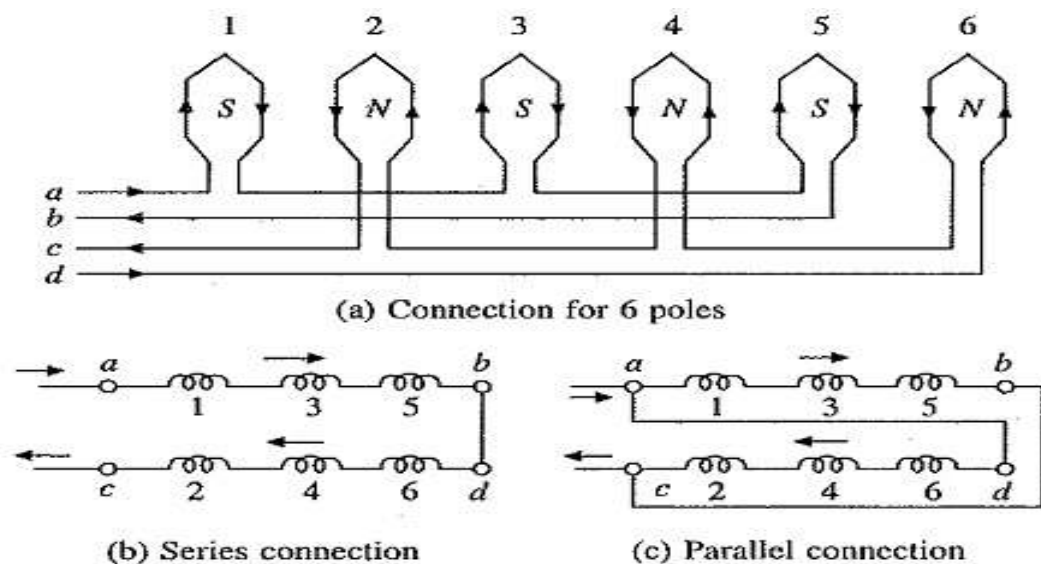 1 2 3 4 5 6
S N S N S N
a
b
c
d
(a) Connection for 6 poles
a b
1 3 5
2 4 6
c d
(b) Series connection
a b
1 3 5
c 2 4 6 d
(c) Parallel connection